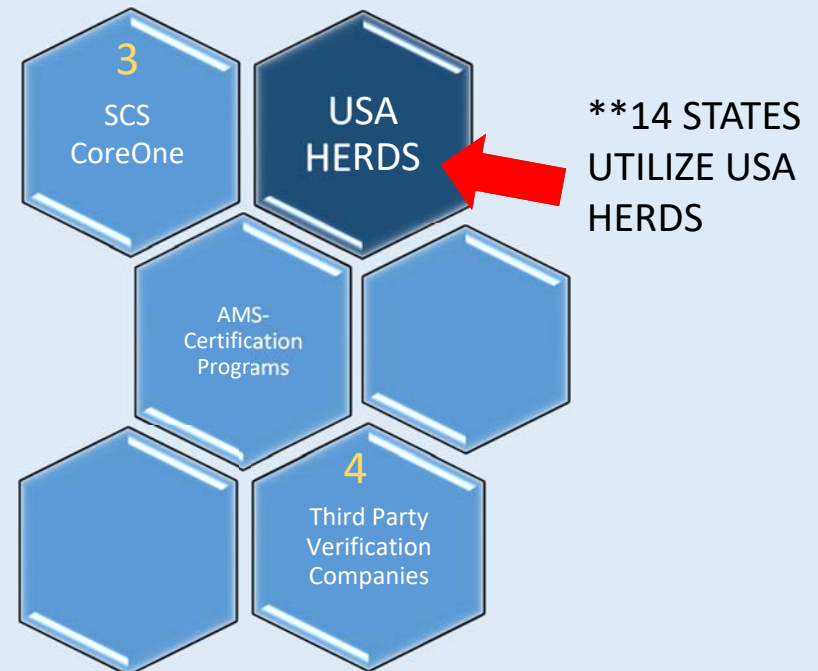 3
SCS
CoreOne
USA
HERDS
**14 STATES
UTILIZE USA
HERDS
AMS-
Certification
Programs
4
Third Party
Verification
Companies